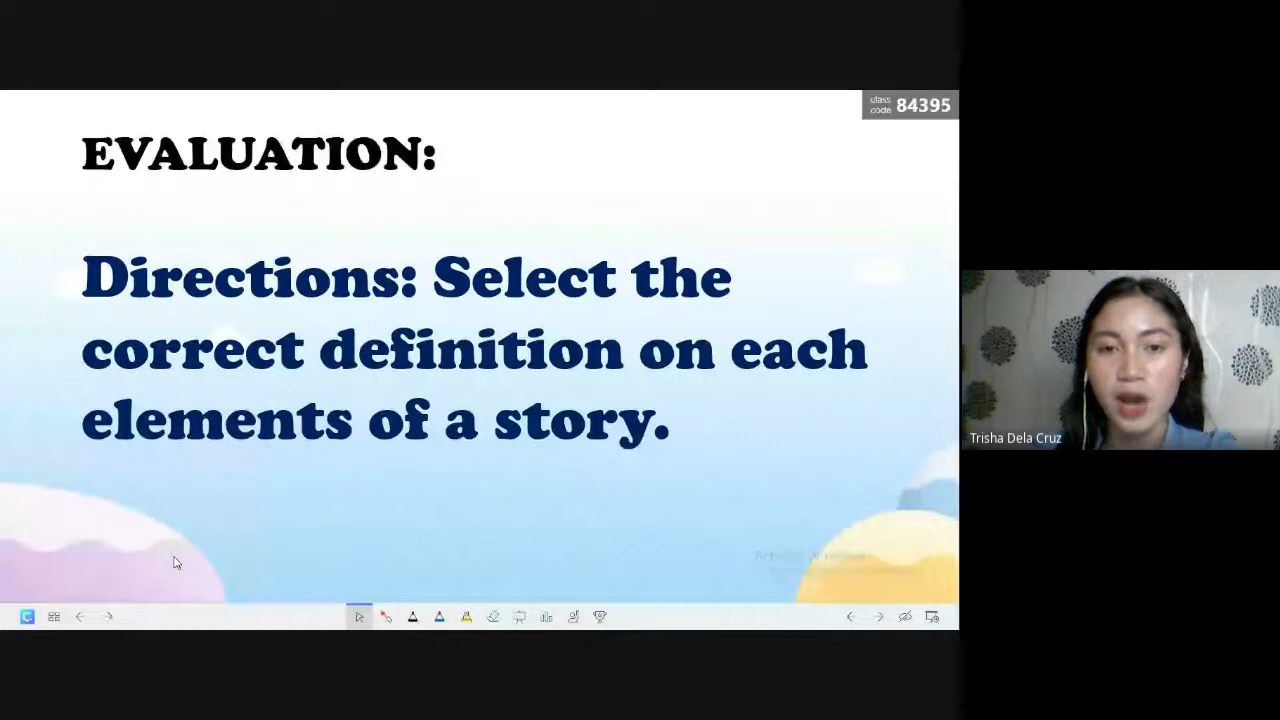 class
code 84395
EVALUATION:
Directions: Select the
correct definition on each
elements of a story.
Trisha Dela Cruz